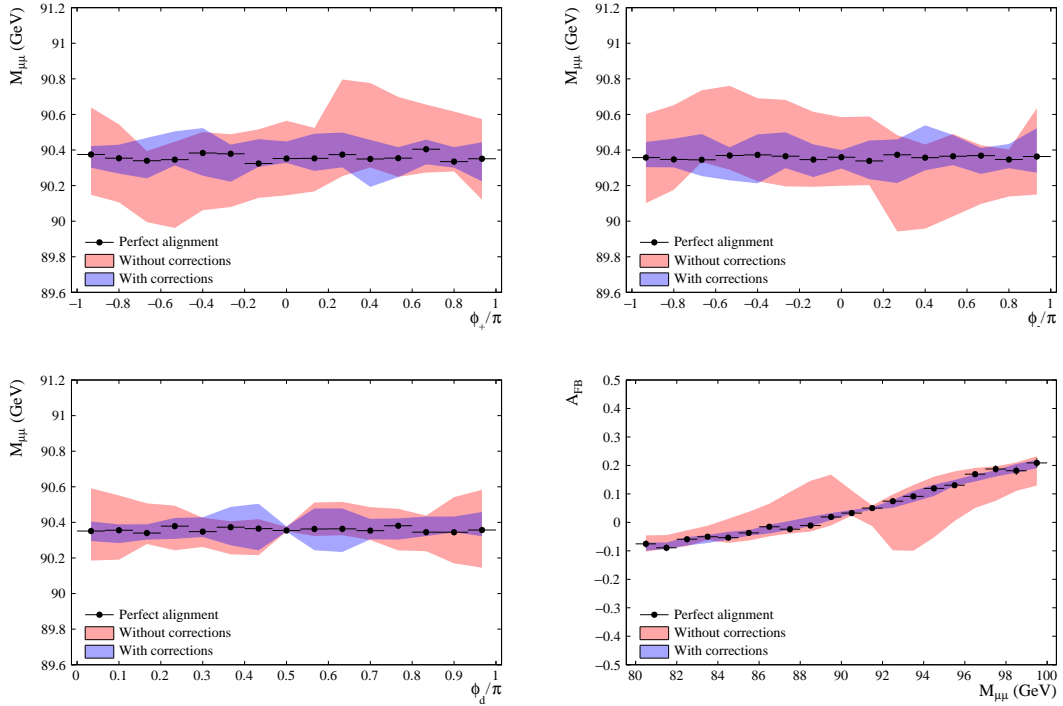 M_μμ (GeV)
91.2
91
90.8
90.6
90.4
90.2
90
89.8
89.6
Perfect alignment
Without corrections
With corrections
−1 −0.8 −0.6 −0.4 −0.2 0 0.2 0.4 0.6 0.8 1
ϕ_+/π
M_μμ (GeV)
91.2
91
90.8
90.6
90.4
90.2
90
89.8
89.6
Perfect alignment
Without corrections
With corrections
−1 −0.8 −0.6 −0.4 −0.2 0 0.2 0.4 0.6 0.8 1
ϕ_-/π
M_μμ (GeV)
91.2
91
90.8
90.6
90.4
90.2
90
89.8
89.6
Perfect alignment
Without corrections
With corrections
0 0.1 0.2 0.3 0.4 0.5 0.6 0.7 0.8 0.9 1
ϕ_d/π
A_FB
0.5
0.4
0.3
0.2
0.1
0
−0.1
−0.2
−0.3
−0.4
−0.5
Perfect alignment
Without corrections
With corrections
80 82 84 86 88 90 92 94 96 98 100
M_μμ (GeV)